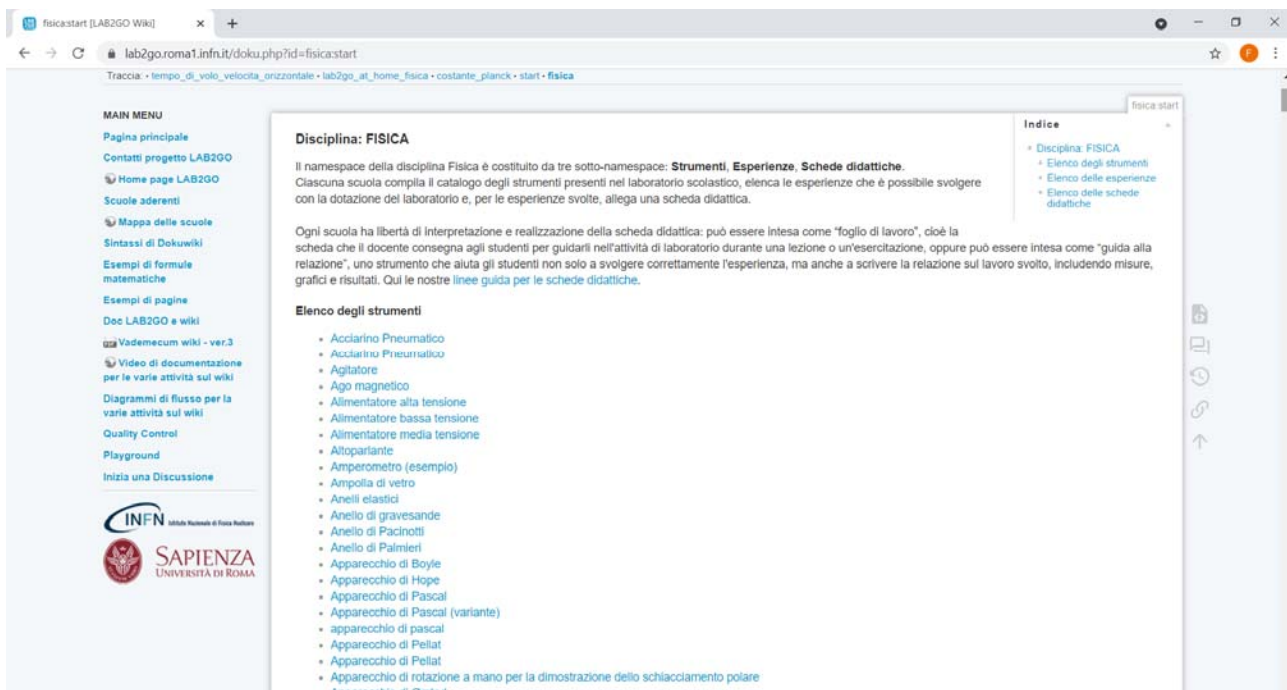 fisica:start [LAB2GO Wiki]
lab2go.roma1.infn.it/doku.php?id=fisica:start
F
Traccia: • tempo_di_volo_velocita_orizzontale • lab2go_at_home_fisica • costante_planck • start • fisica
fisica:start
MAIN MENU
Pagina principale
Contatti progetto LAB2GO
Home page LAB2GO
Scuole aderenti
Mappa delle scuole
Sintassi di Dokuwiki
Esempi di formule
matematiche
Esempi di pagine
Doc LAB2GO e wiki
Vademecum wiki - ver.3
Video di documentazione
per le varie attività sul wiki
Diagrammi di flusso per la
varie attività sul wiki
Quality Control
Playground
Inizia una Discussione
INFN Istituto Nazionale di Fisica Nucleare
SAPIENZA
UNIVERSITÀ DI ROMA
Disciplina: FISICA
Il namespace della disciplina Fisica è costituito da tre sotto-namespace: Strumenti, Esperienze, Schede didattiche.
Ciascuna scuola compila il catalogo degli strumenti presenti nel laboratorio scolastico, elenca le esperienze che è possibile svolgere
con la dotazione del laboratorio e, per le esperienze svolte, allega una scheda didattica.
Ogni scuola ha libertà di interpretazione e realizzazione della scheda didattica: può essere intesa come "foglio di lavoro", cioè la
scheda che il docente consegna agli studenti per guidarli nell'attività di laboratorio durante una lezione o un'esercitazione, oppure può essere intesa come "guida alla
relazione", uno strumento che aiuta gli studenti non solo a svolgere correttamente l'esperienza, ma anche a scrivere la relazione sul lavoro svolto, includendo misure,
grafici e risultati. Qui le nostre linee guida per le schede didattiche.
Indice
Disciplina: FISICA
Elenco degli strumenti
Elenco delle esperienze
Elenco delle schede
didattiche
Elenco degli strumenti
Acciarino Pneumatico
Acciarino Pneumatico
Agitatore
Ago magnetico
Alimentatore alta tensione
Alimentatore bassa tensione
Alimentatore media tensione
Altoparlante
Amperometro (esempio)
Ampolla di vetro
Anelli elastici
Anello di gravesande
Anello di Pacinotti
Anello di Palmieri
Apparecchio di Boyle
Apparecchio di Hope
Apparecchio di Pascal
Apparecchio di Pascal (variante)
apparecchio di pascal
Apparecchio di Pellat
Apparecchio di Pellat
Apparecchio di rotazione a mano per la dimostrazione dello schiacciamento polare